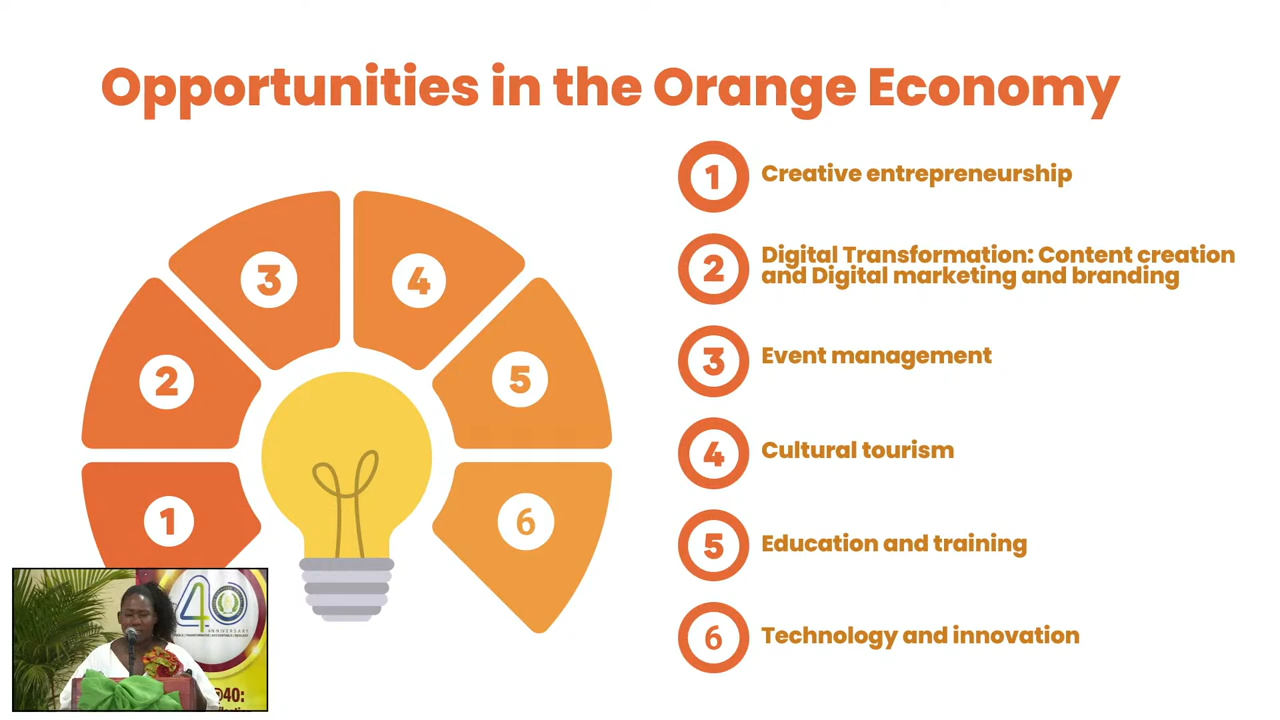 Opportunities in the Orange Economy
1
Creative entrepreneurship
2
Digital Transformation: Content creation
and Digital marketing and branding
3
Event management
4
Cultural tourism
5
Education and training
6
Technology and innovation
3
4
2
5
1
6
40
ANNIVERSARY
@40: